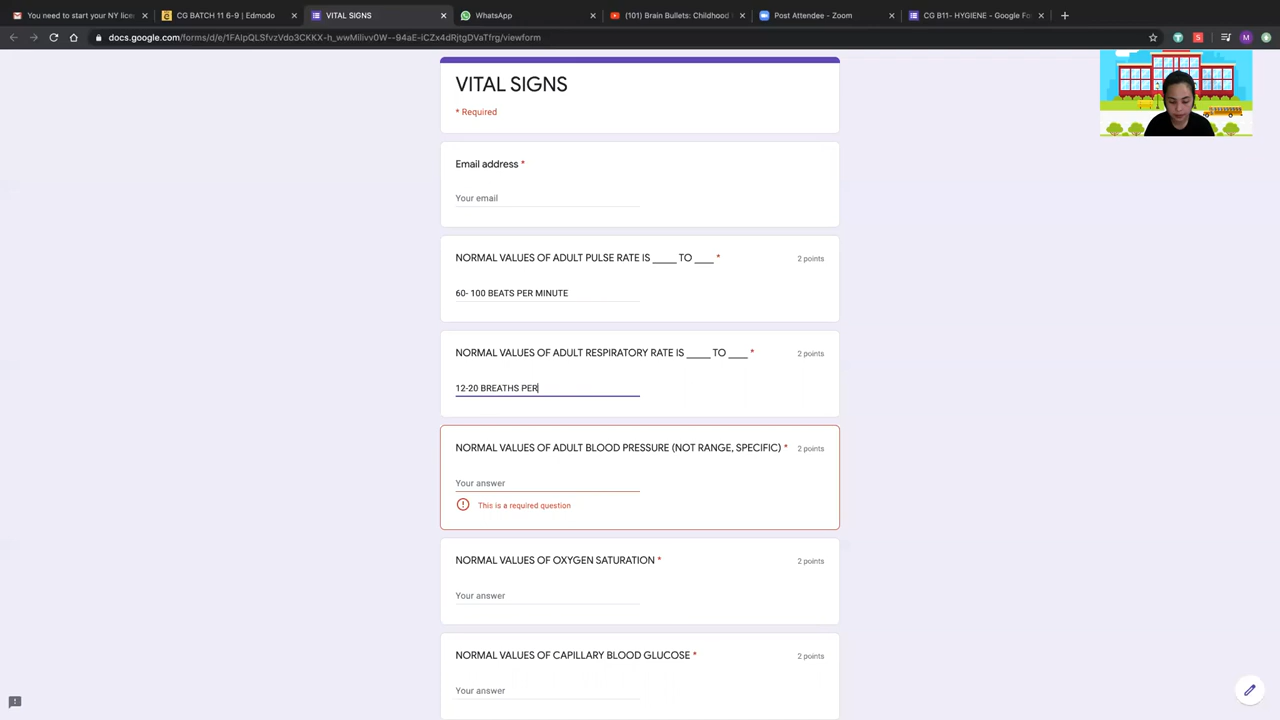 You need to start your NY licen
CG BATCH 11 6-9 | Edmodo
VITAL SIGNS
WhatsApp
(101) Brain Bullets: Childhood
Post Attendee - Zoom
CG B11- HYGIENE - Google Fo
docs.google.com/forms/d/e/1FAIpQLSfvzVdo3CKKX-h_wwMilivv0W--94aE-iCZx4dRjtgDVaTfrg/viewform
VITAL SIGNS
* Required
Email address *
Your email
NORMAL VALUES OF ADULT PULSE RATE IS _____ TO ____ *
2 points
60- 100 BEATS PER MINUTE
NORMAL VALUES OF ADULT RESPIRATORY RATE IS _____ TO ____ *
2 points
12-20 BREATHS PER
NORMAL VALUES OF ADULT BLOOD PRESSURE (NOT RANGE, SPECIFIC) *
2 points
Your answer
This is a required question
NORMAL VALUES OF OXYGEN SATURATION *
2 points
Your answer
NORMAL VALUES OF CAPILLARY BLOOD GLUCOSE *
2 points
Your answer